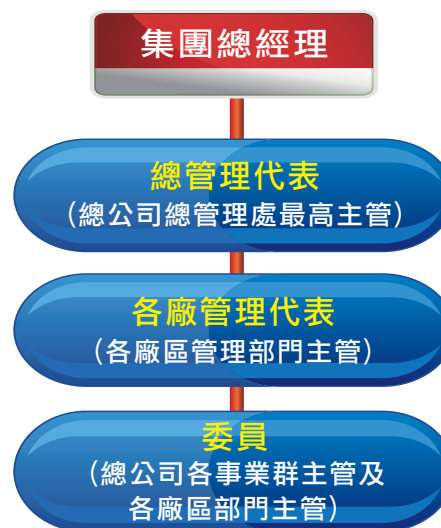 集團總經理
總管理代表
(總公司總管理處最高主管)
各廠管理代表
(各廠區管理部門主管)
委員
(總公司各事業群主管及
各廠區部門主管)